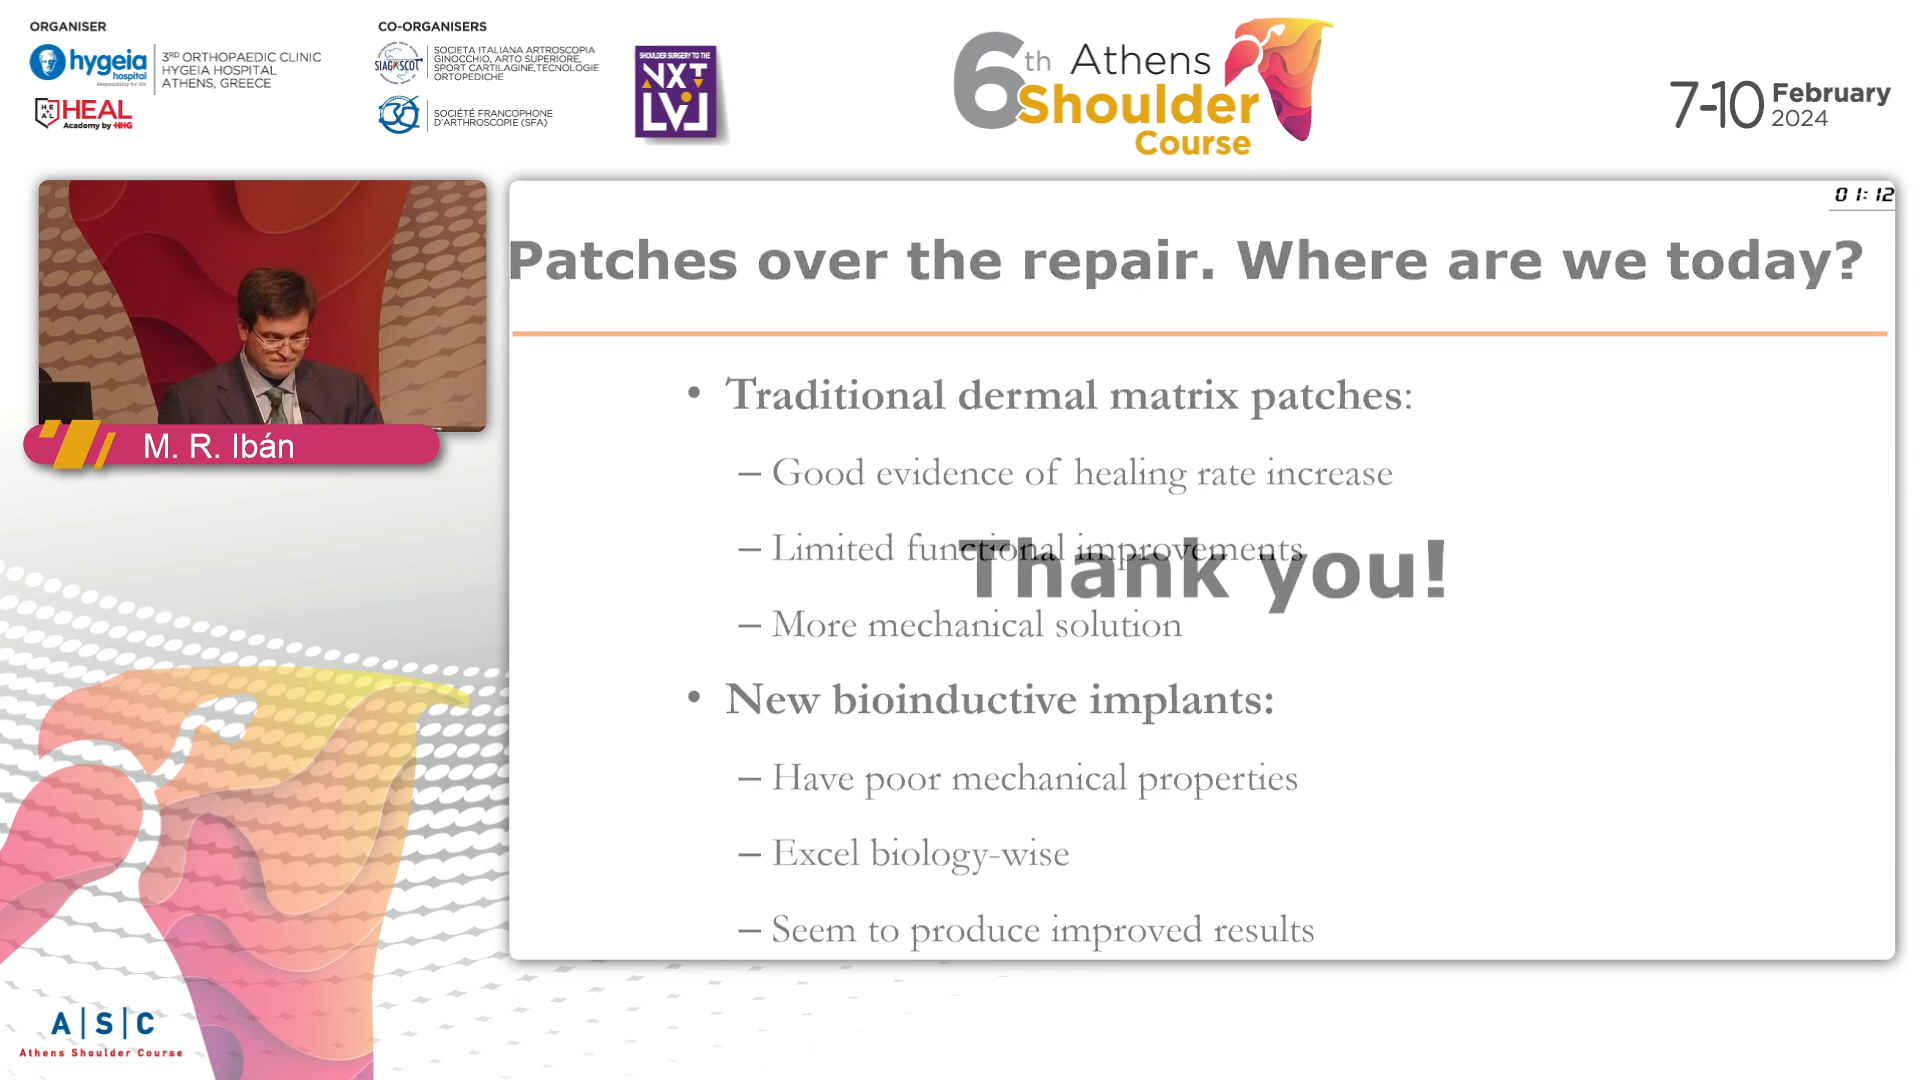 ORGANISER
hygeia
hospital
Responsibility for life
3RD ORTHOPAEDIC CLINIC
HYGEIA HOSPITAL
ATHENS, GREECE
HEAL
HEAL
Academy by HHG
CO-ORGANISERS
SIAGASCOT
SOCIETA ITALIANA ARTROSCOPIA
GINOCCHIO, ARTO SUPERIORE,
SPORT CARTILAGINE,TECNOLOGIE
ORTOPEDICHE
SOCIÉTÉ FRANCOPHONE
D'ARTHROSCOPIE (SFA)
SHOULDER SURGERY TO THE
NXT
LVL
6th Athens
Shoulder
Course
7-10 February
2024
M. R. Ibán
01:12
Patches over the repair. Where are we today?
• Traditional dermal matrix patches:
– Good evidence of healing rate increase
– Limited functional improvements
Thank you!
– More mechanical solution
• New bioinductive implants:
– Have poor mechanical properties
– Excel biology-wise
– Seem to produce improved results
A|S|C
Athens Shoulder Course